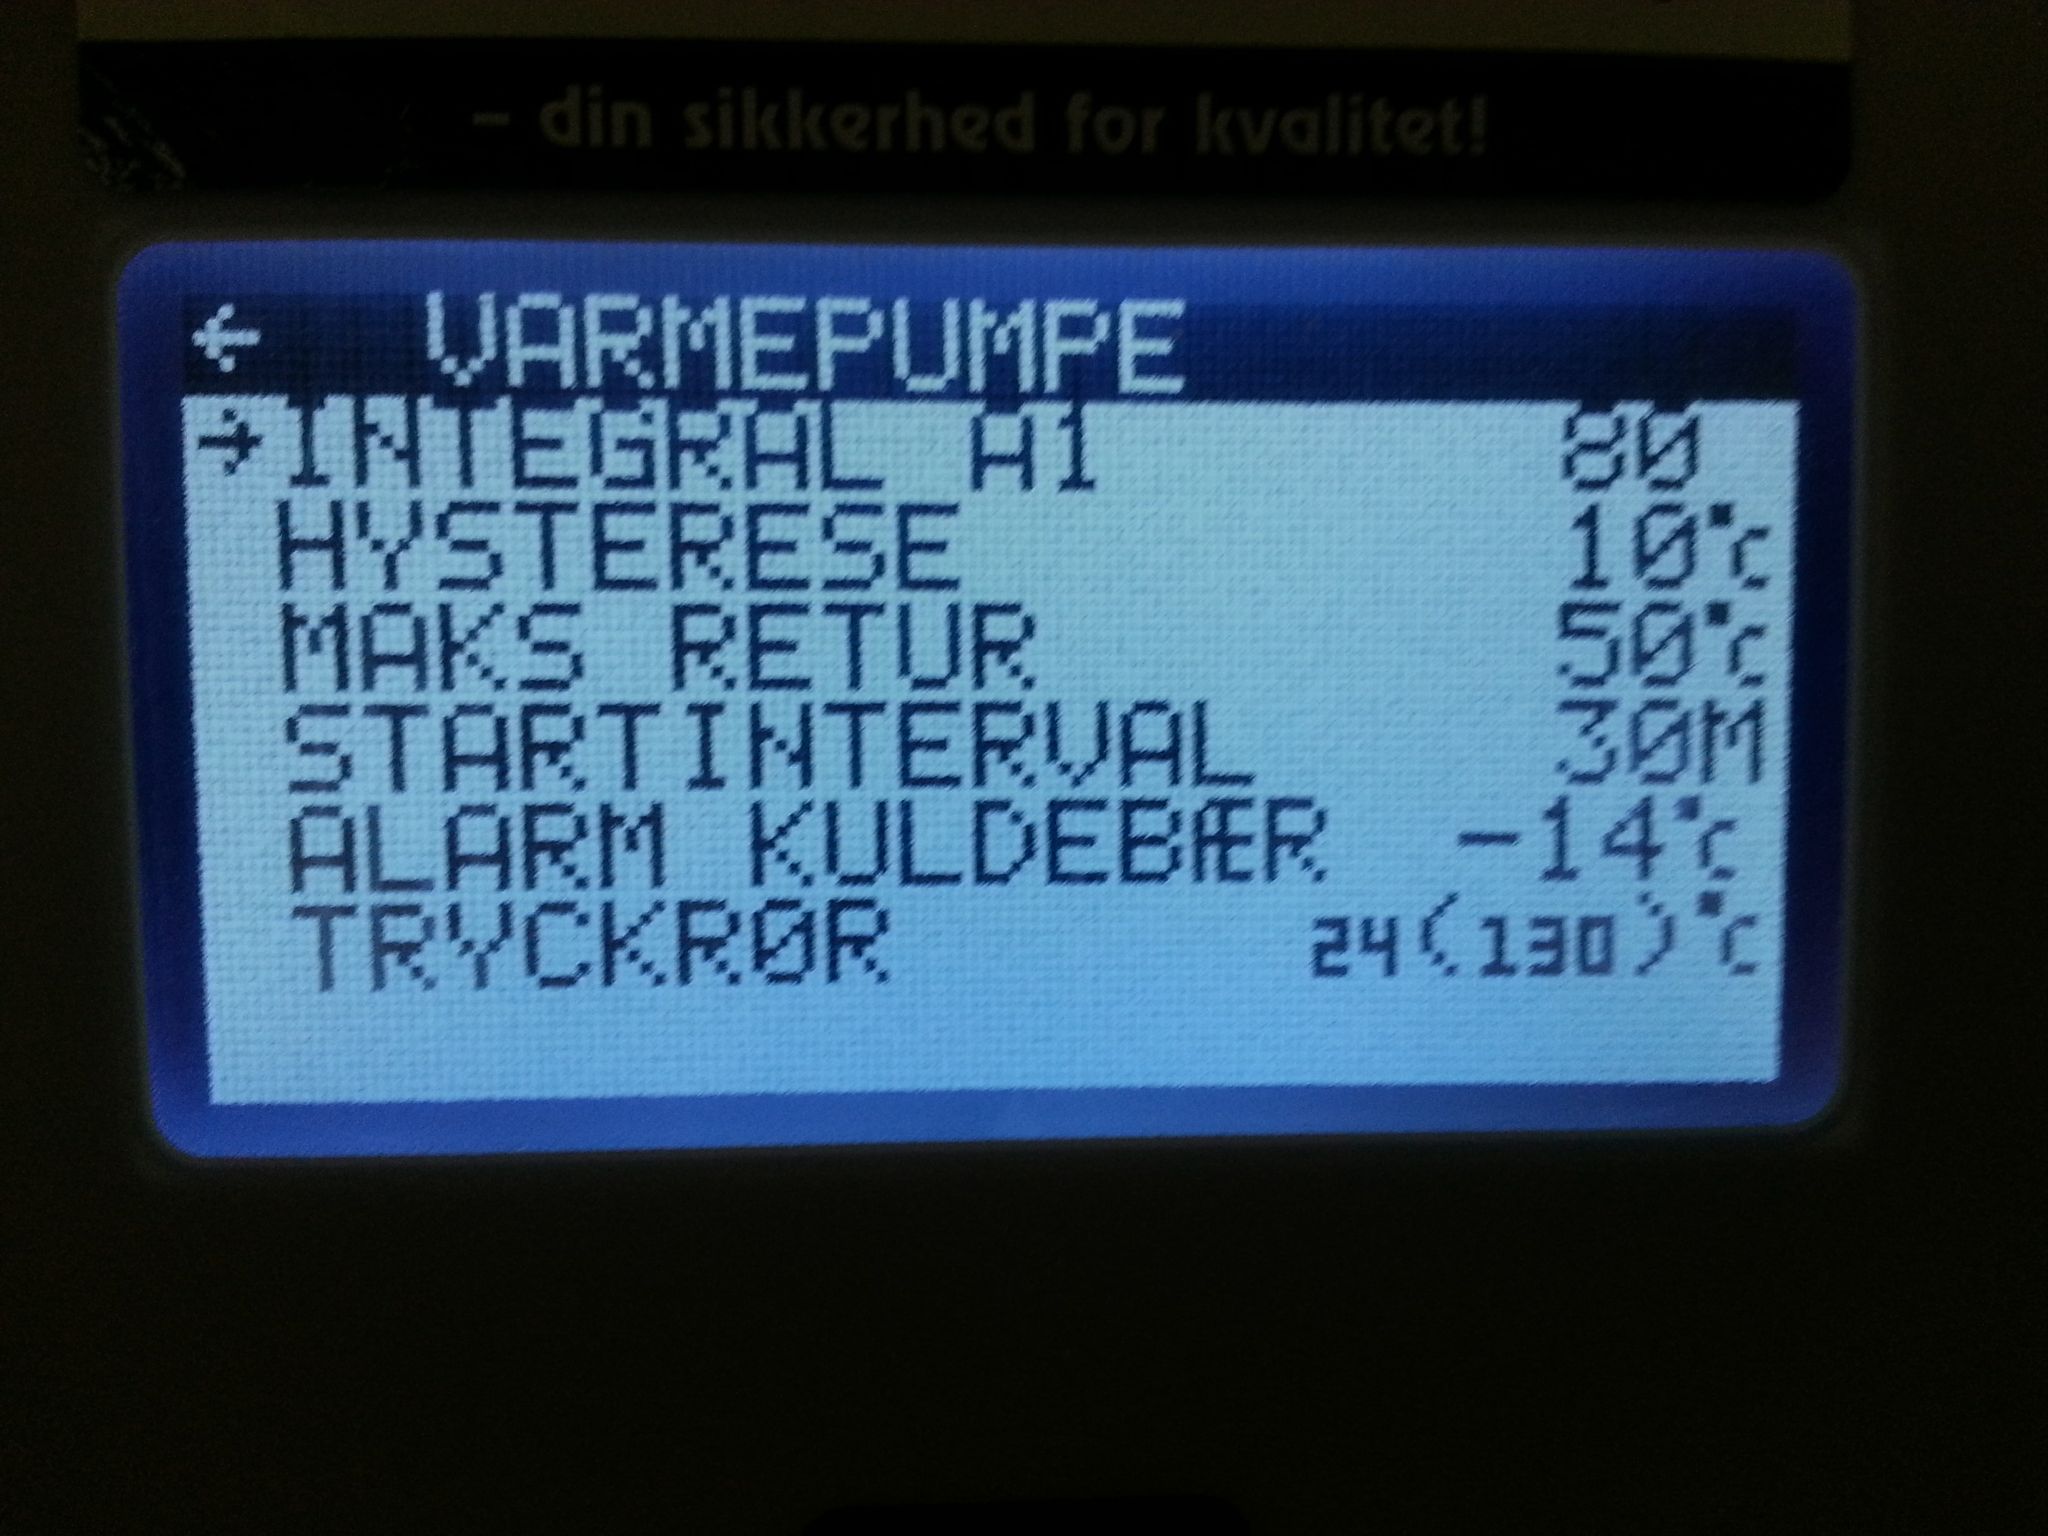 - din sikkerhed for kvalitet!
← VARMEPUMPE
→ INTEGRAL A1 80
HYSTERESE 10°C
MAKS RETUR 50°C
STARTINTERVAL 30M
ALARM KULDEBÆR -14°C
TRYCKRØR 24(130)°C